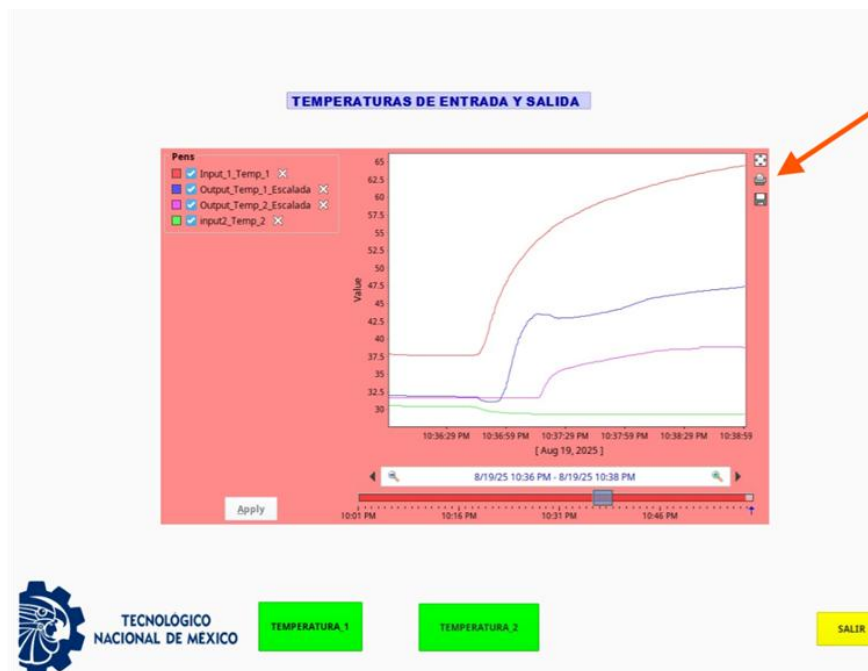 TEMPERATURAS DE ENTRADA Y SALIDA
Pens
Input_1_Temp_1
Output_Temp_1_Escalada
Output_Temp_2_Escalada
input2_Temp_2
Apply
Value
65
62.5
60
57.5
55
52.5
50
47.5
45
42.5
40
37.5
35
32.5
30
10:36:29 PM 10:36:59 PM 10:37:29 PM 10:37:59 PM 10:38:29 PM 10:38:59
[ Aug 19, 2025 ]
8/19/25 10:36 PM - 8/19/25 10:38 PM
10:01 PM 10:16 PM 10:31 PM 10:46 PM
TECNOLÓGICO
NACIONAL DE MÉXICO
TEMPERATURA_1
TEMPERATURA_2
SALIR